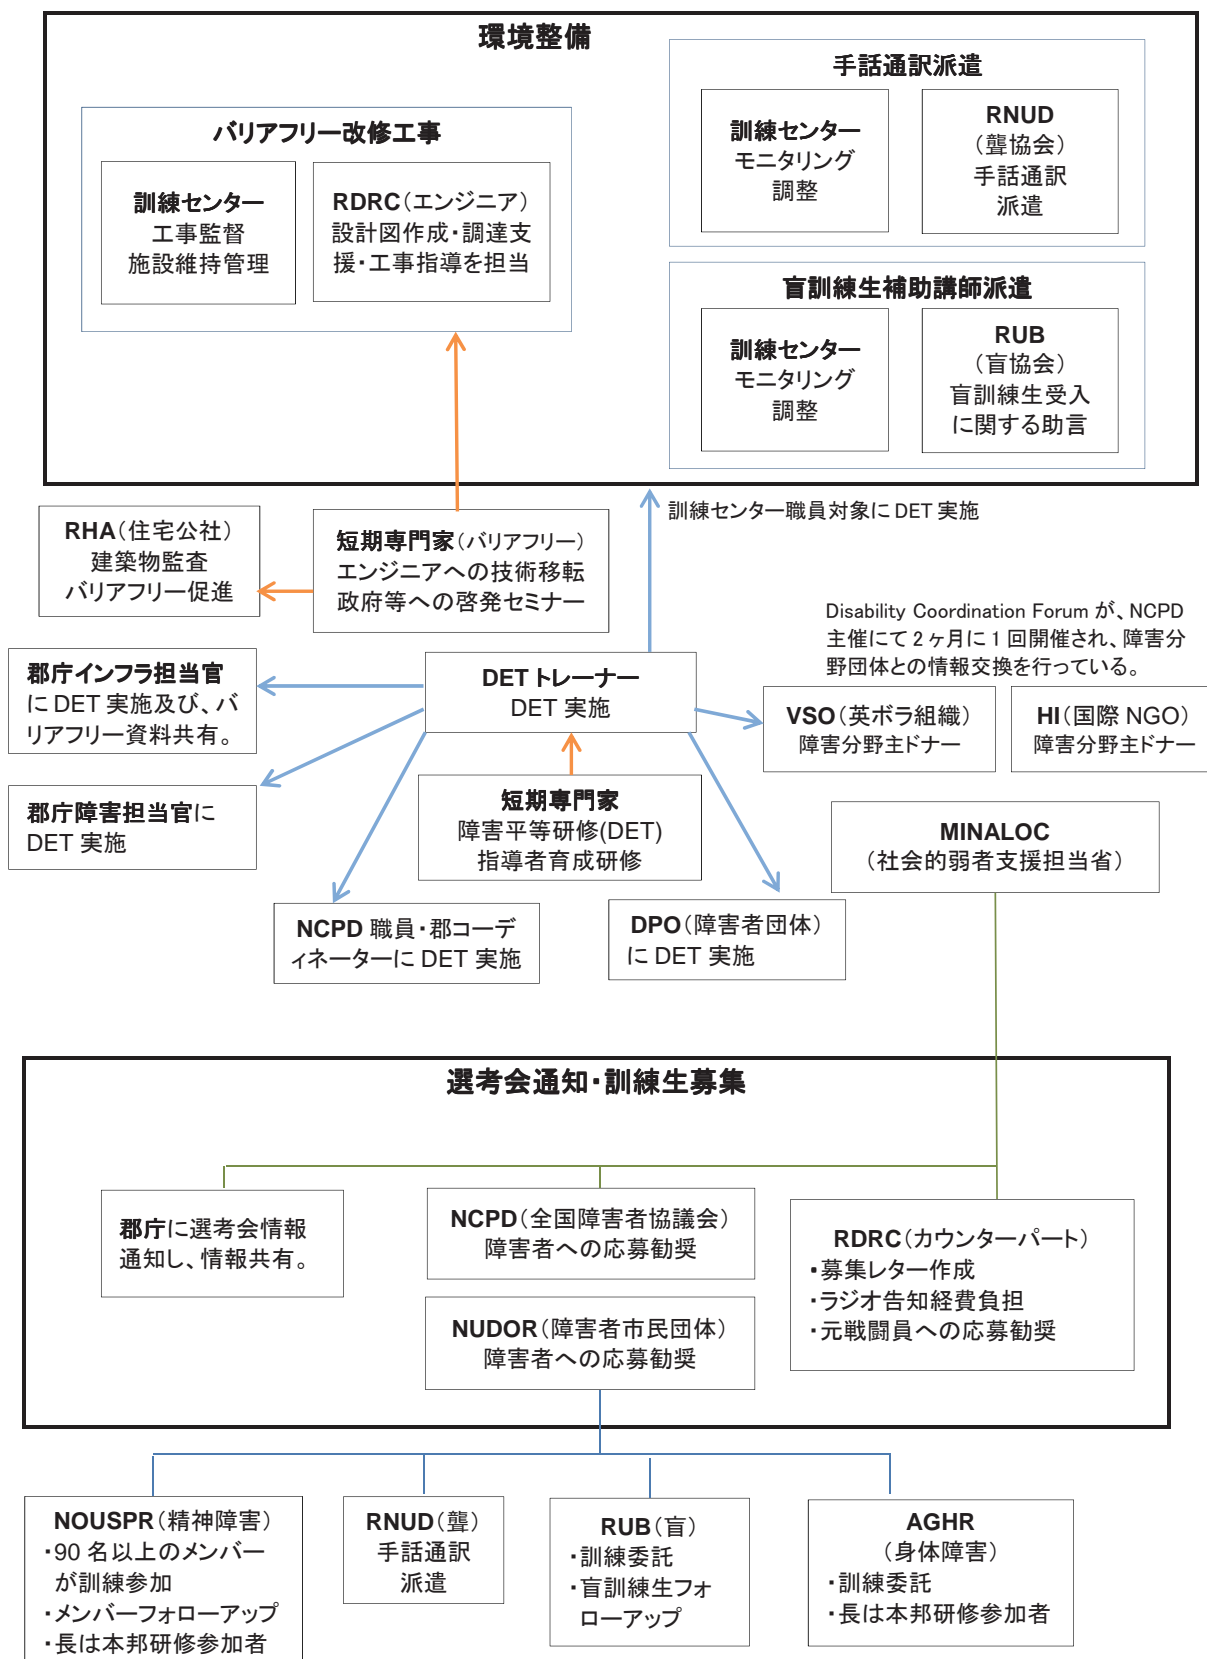 環境整備
バリアフリー改修工事
訓練センター
工事監督
施設維持管理
RDRC(エンジニア)
設計図作成・調達支
援・工事指導を担当
手話通訳派遣
訓練センター
モニタリング
調整
RNUD
(聾協会)
手話通訳
派遣
盲訓練生補助講師派遣
訓練センター
モニタリング
調整
RUB
(盲協会)
盲訓練生受入
に関する助言
訓練センター職員対象に DET 実施
RHA(住宅公社)
建築物監査
バリアフリー促進
短期専門家(バリアフリー)
エンジニアへの技術移転
政府等への啓発セミナー
Disability Coordination Forum が、NCPD
主催にて 2 ヶ月に 1 回開催され、障害分
野団体との情報交換を行っている。
郡庁インフラ担当官
に DET 実施及び、バ
リアフリー資料共有。
DET トレーナー
DET 実施
VSO(英ボラ組織)
障害分野主ドナー
HI(国際 NGO)
障害分野主ドナー
郡庁障害担当官に
DET 実施
短期専門家
障害平等研修(DET)
指導者育成研修
MINALOC
(社会的弱者支援担当省)
NCPD 職員・郡コーデ
ィネーターに DET 実施
DPO(障害者団体)
に DET 実施
選考会通知・訓練生募集
郡庁に選考会情報
通知し、情報共有。
NCPD(全国障害者協議会)
障害者への応募勧奨
RDRC(カウンターパート)
・募集レター作成
・ラジオ告知経費負担
・元戦闘員への応募勧奨
NUDOR(障害者市民団体)
障害者への応募勧奨
NOUSPR(精神障害)
・90 名以上のメンバー
が訓練参加
・メンバーフォローアップ
・長は本邦研修参加者
RNUD(聾)
手話通訳
派遣
RUB(盲)
・訓練委託
・盲訓練生フォ
ローアップ
AGHR
(身体障害)
・訓練委託
・長は本邦研修参加者